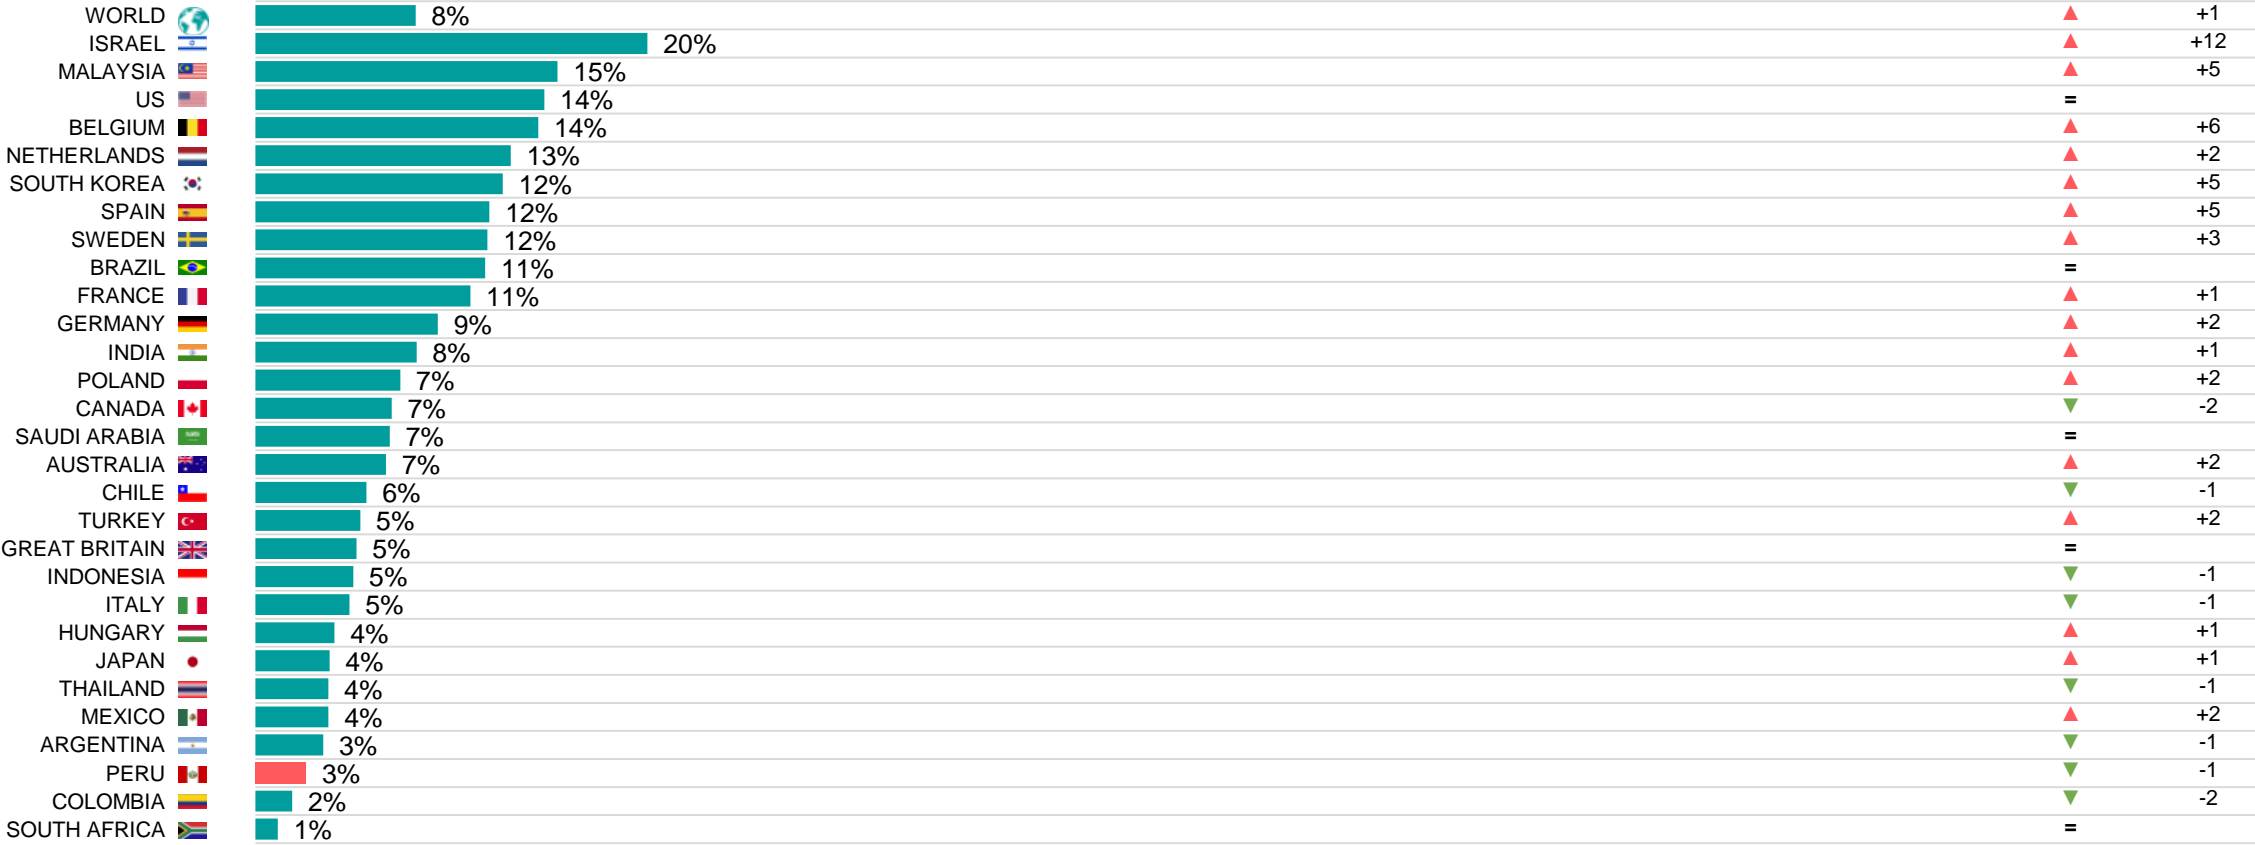 WORLD 8% ▲ +1
ISRAEL 20% ▲ +12
MALAYSIA 15% ▲ +5
US 14% =
BELGIUM 14% ▲ +6
NETHERLANDS 13% ▲ +2
SOUTH KOREA 12% ▲ +5
SPAIN 12% ▲ +5
SWEDEN 12% ▲ +3
BRAZIL 11% =
FRANCE 11% ▲ +1
GERMANY 9% ▲ +2
INDIA 8% ▲ +1
POLAND 7% ▲ +2
CANADA 7% ▼ -2
SAUDI ARABIA 7% =
AUSTRALIA 7% ▲ +2
CHILE 6% ▼ -1
TURKEY 5% ▲ +2
GREAT BRITAIN 5% =
INDONESIA 5% ▼ -1
ITALY 5% ▼ -1
HUNGARY 4% ▲ +1
JAPAN 4% ▲ +1
THAILAND 4% ▼ -1
MEXICO 4% ▲ +2
ARGENTINA 3% ▼ -1
PERU 3% ▼ -1
COLOMBIA 2% ▼ -2
SOUTH AFRICA 1% =